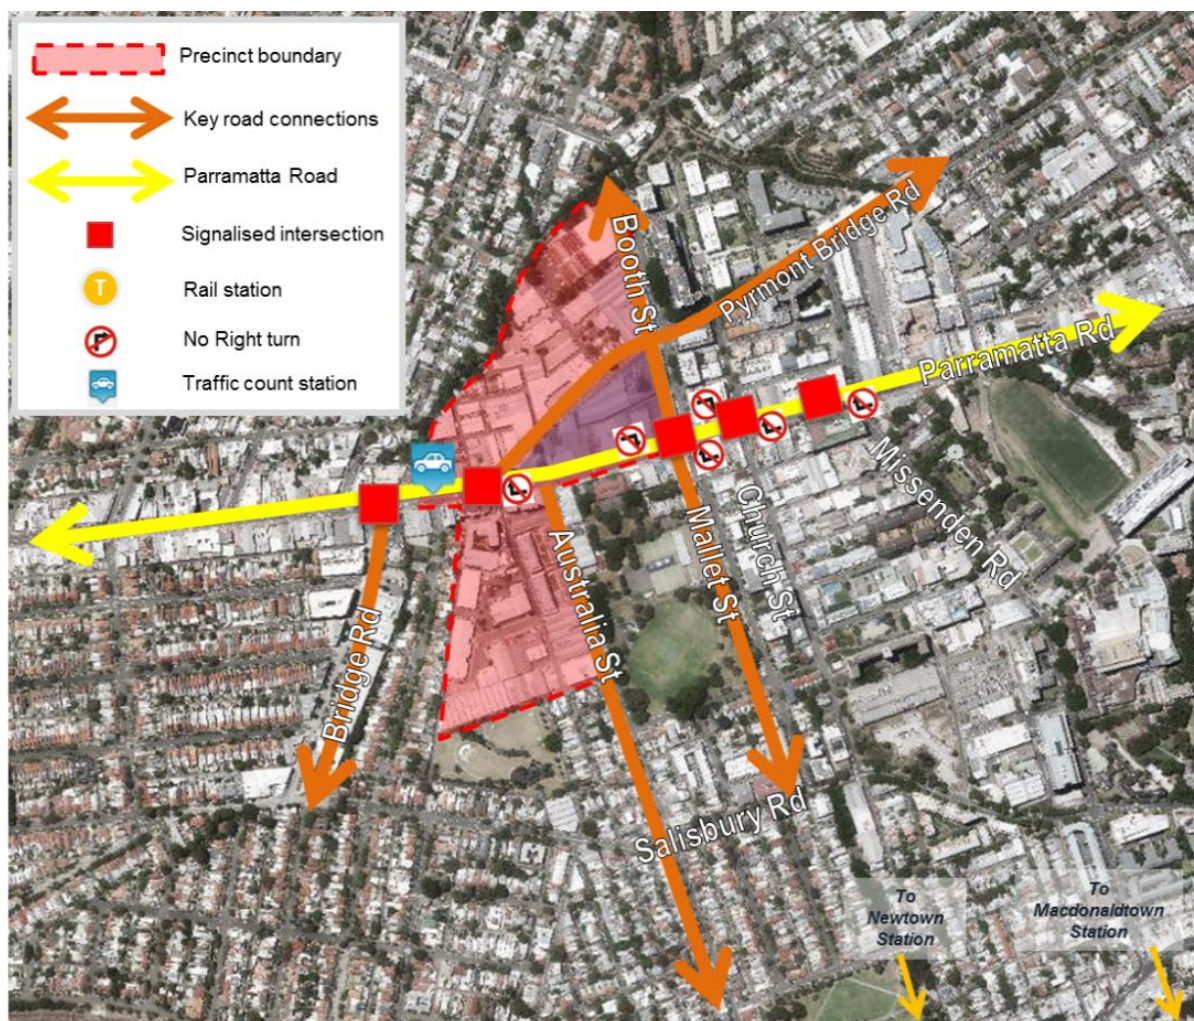 Precinct boundary
Key road connections
Parramatta Road
Signalised intersection
T
Rail station
No Right turn
Traffic count station
Booth St
Pyrmont Bridge Rd
Parramatta Rd
Missenden Rd
Church St
Mallet St
Australia St
Bridge Rd
Salisbury Rd
To
Newtown
Station
To
Macdonaldtown
Station